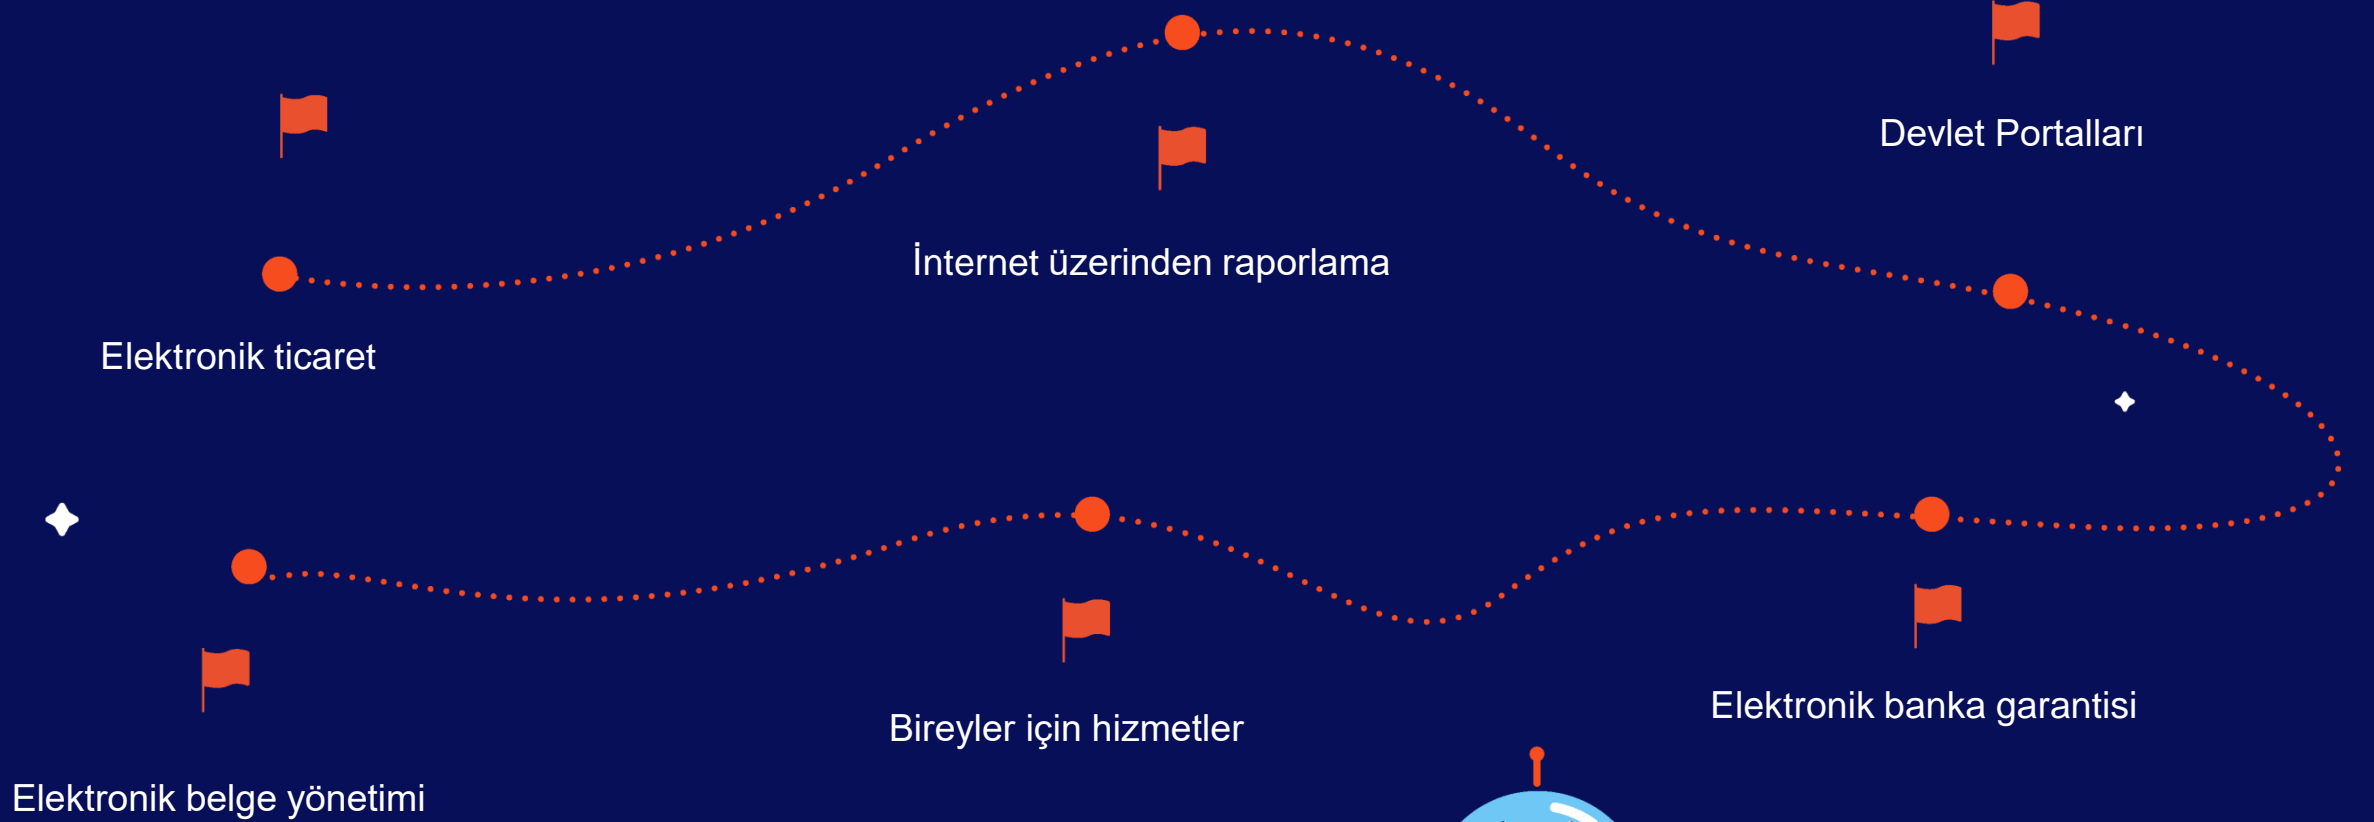 Devlet Portalları
İnternet üzerinden raporlama
Elektronik ticaret
Elektronik banka garantisi
Bireyler için hizmetler
Elektronik belge yönetimi